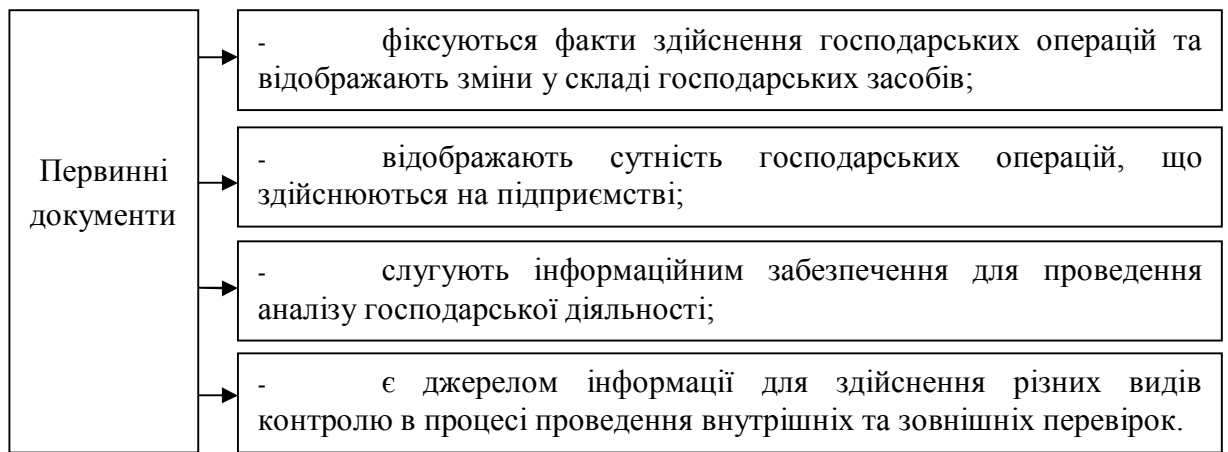 Первинні
документи
- фіксуються факти здійснення господарських операцій та
відображають зміни у складі господарських засобів;
- відображають сутність господарських операцій, що
здійснюються на підприємстві;
- слугують інформаційним забезпечення для проведення
аналізу господарської діяльності;
- є джерелом інформації для здійснення різних видів
контролю в процесі проведення внутрішніх та зовнішніх перевірок.